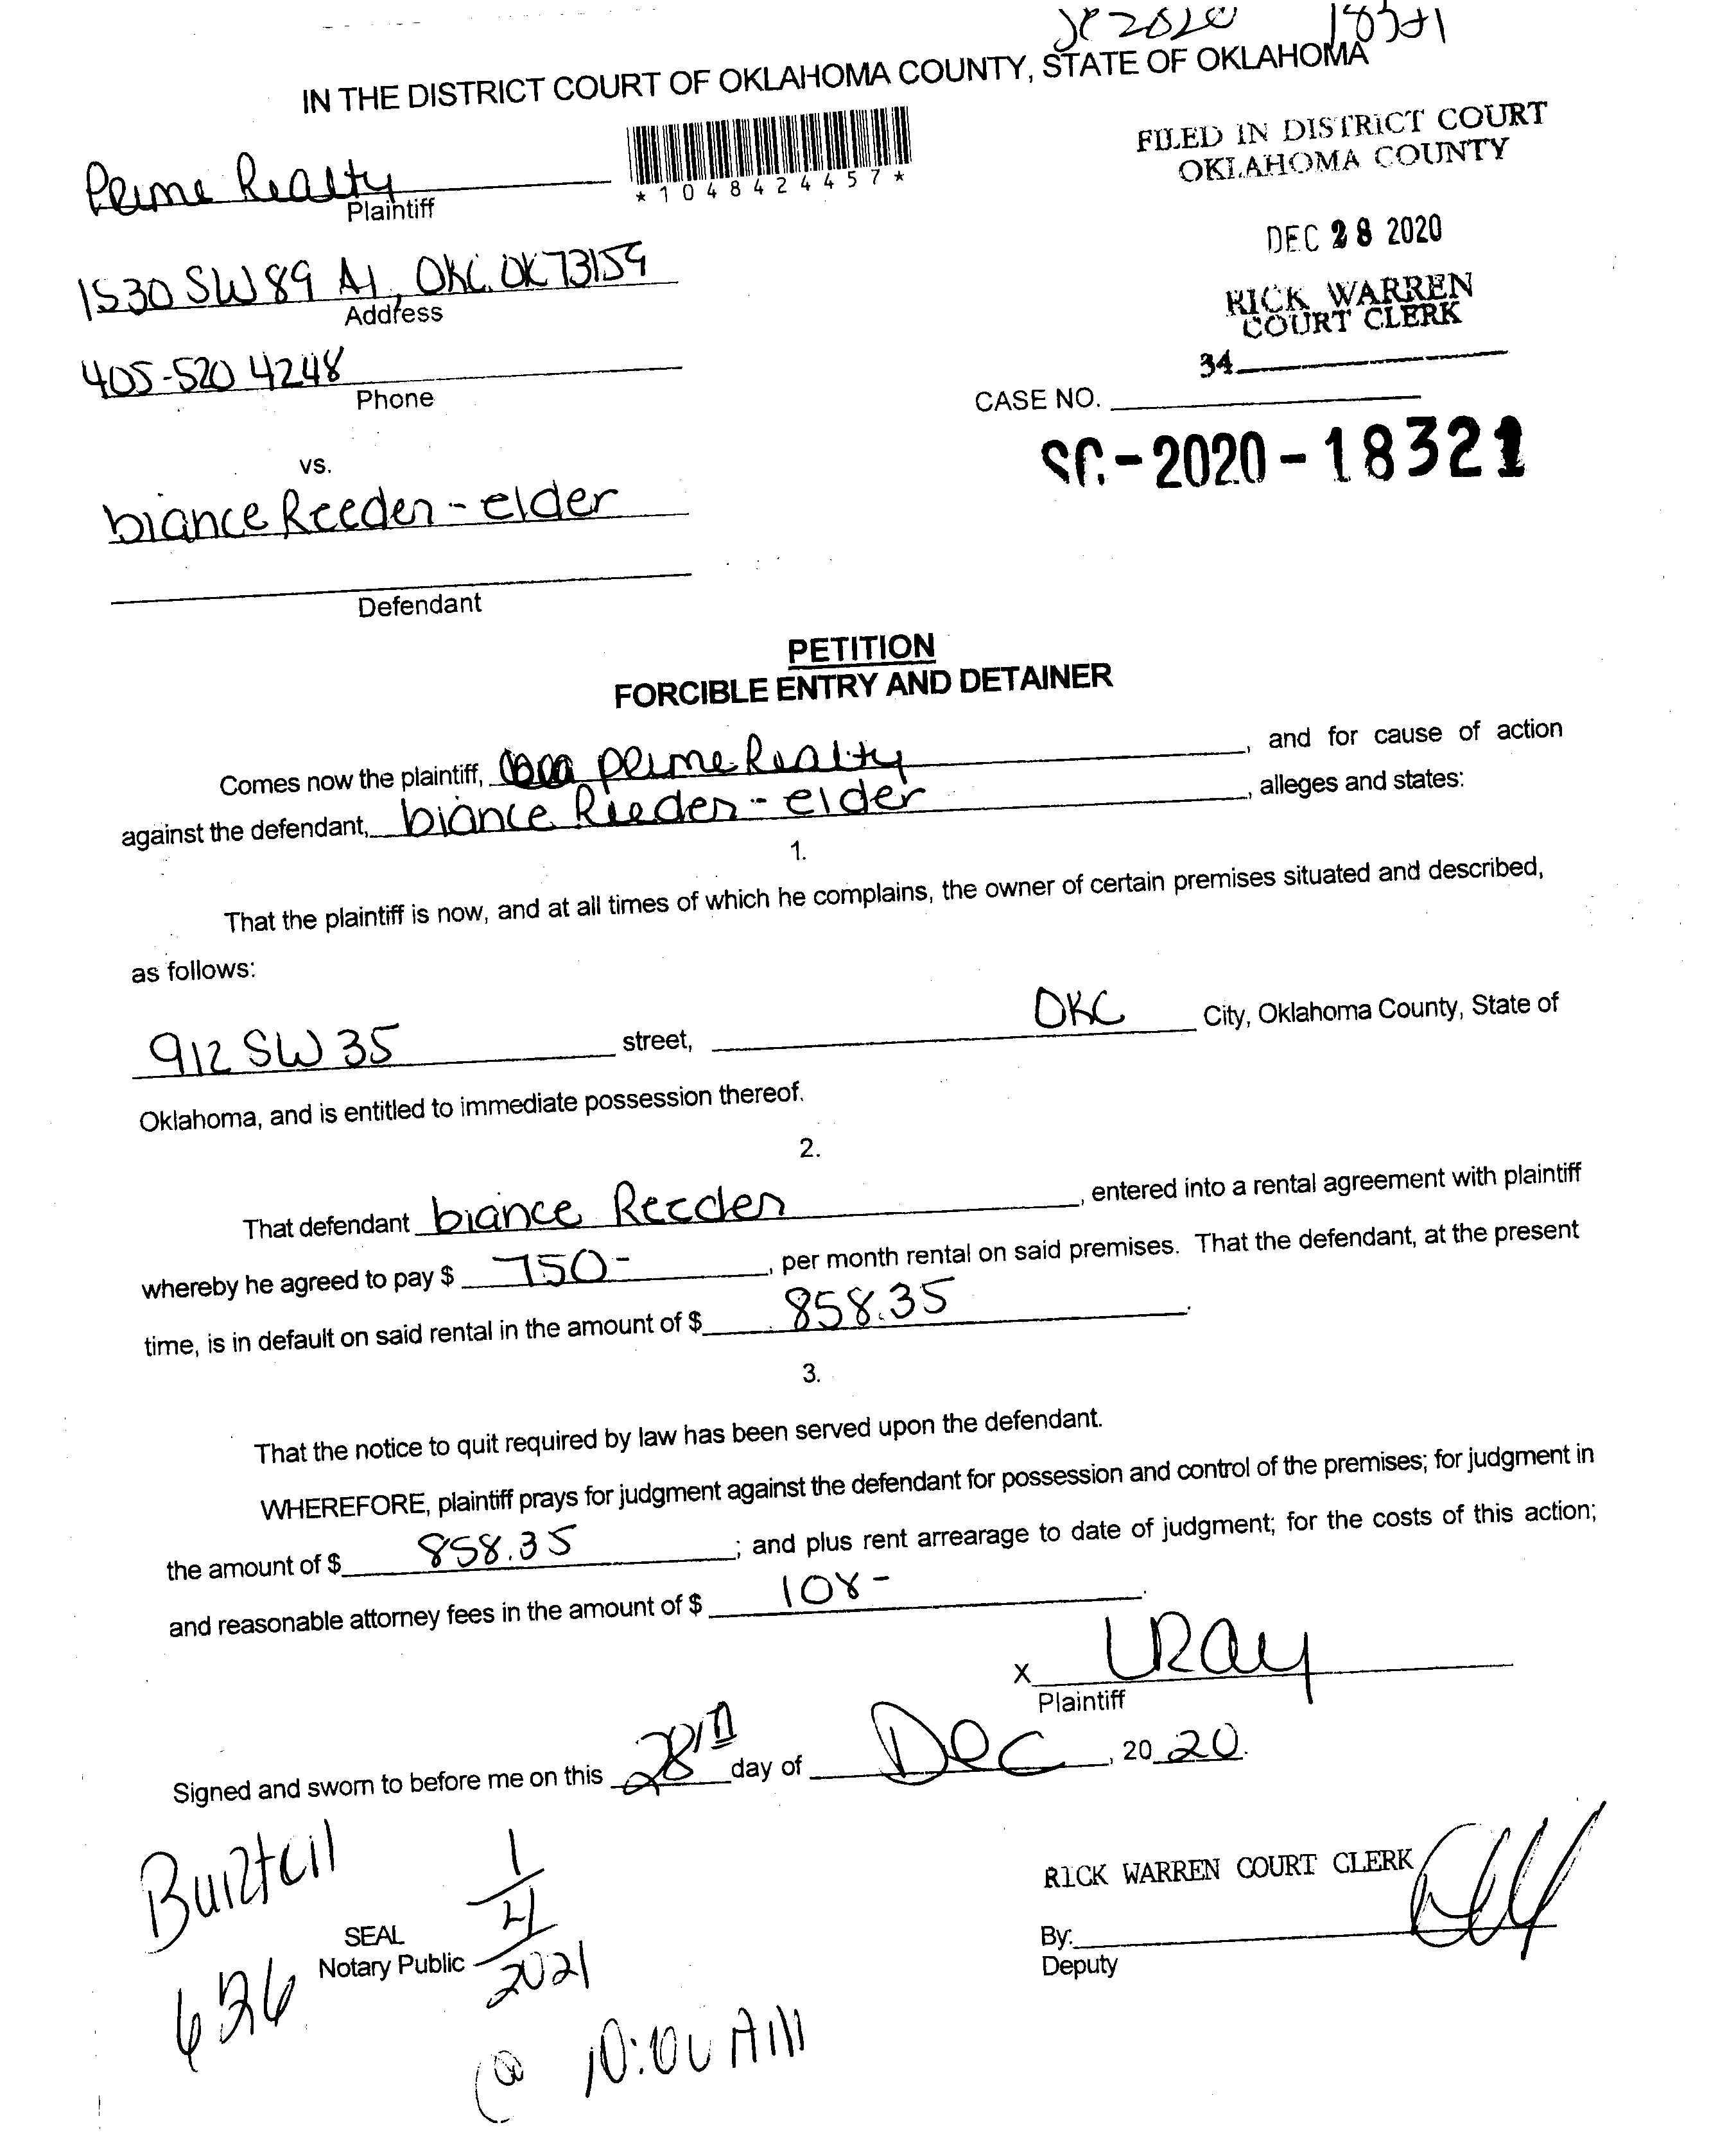 IN THE DISTRICT COURT OF OKLAHOMA COUNTY, STATE OF OKLAHOMA
FILED IN DISTRICT COURT
OKLAHOMA COUNTY
*1048424457*
Prime Realty
Plaintiff
DEC 28 2020
1530 SW 89 A1, OKC. OK 73159
Address
RICK WARREN
COURT CLERK
34
405-520 4248
Phone
CASE NO.
SC-2020-18321
vs.
biance Reeder-elder
Defendant
PETITION
FORCIBLE ENTRY AND DETAINER
Comes now the plaintiff, Prime Realty, and for cause of action
against the defendant, biance Reeder-elder, alleges and states:
1.
That the plaintiff is now, and at all times of which he complains, the owner of certain premises situated and described,
as follows:
912 SW 35 street, OKC City, Oklahoma County, State of
Oklahoma, and is entitled to immediate possession thereof.
2.
That defendant biance Reeder, entered into a rental agreement with plaintiff
whereby he agreed to pay $ 750-, per month rental on said premises. That the defendant, at the present
time, is in default on said rental in the amount of $ 858.35.
3.
That the notice to quit required by law has been served upon the defendant.
WHEREFORE, plaintiff prays for judgment against the defendant for possession and control of the premises; for judgment in
the amount of $ 858.35; and plus rent arrearage to date of judgment; for the costs of this action;
and reasonable attorney fees in the amount of $ 108-.
X LRay
Plaintiff
Signed and sworn to before me on this 28th day of Dec, 2020.
RICK WARREN COURT CLERK
SEAL
Notary Public
By:
Deputy
626
1/4/2021
@ 10:00 AM